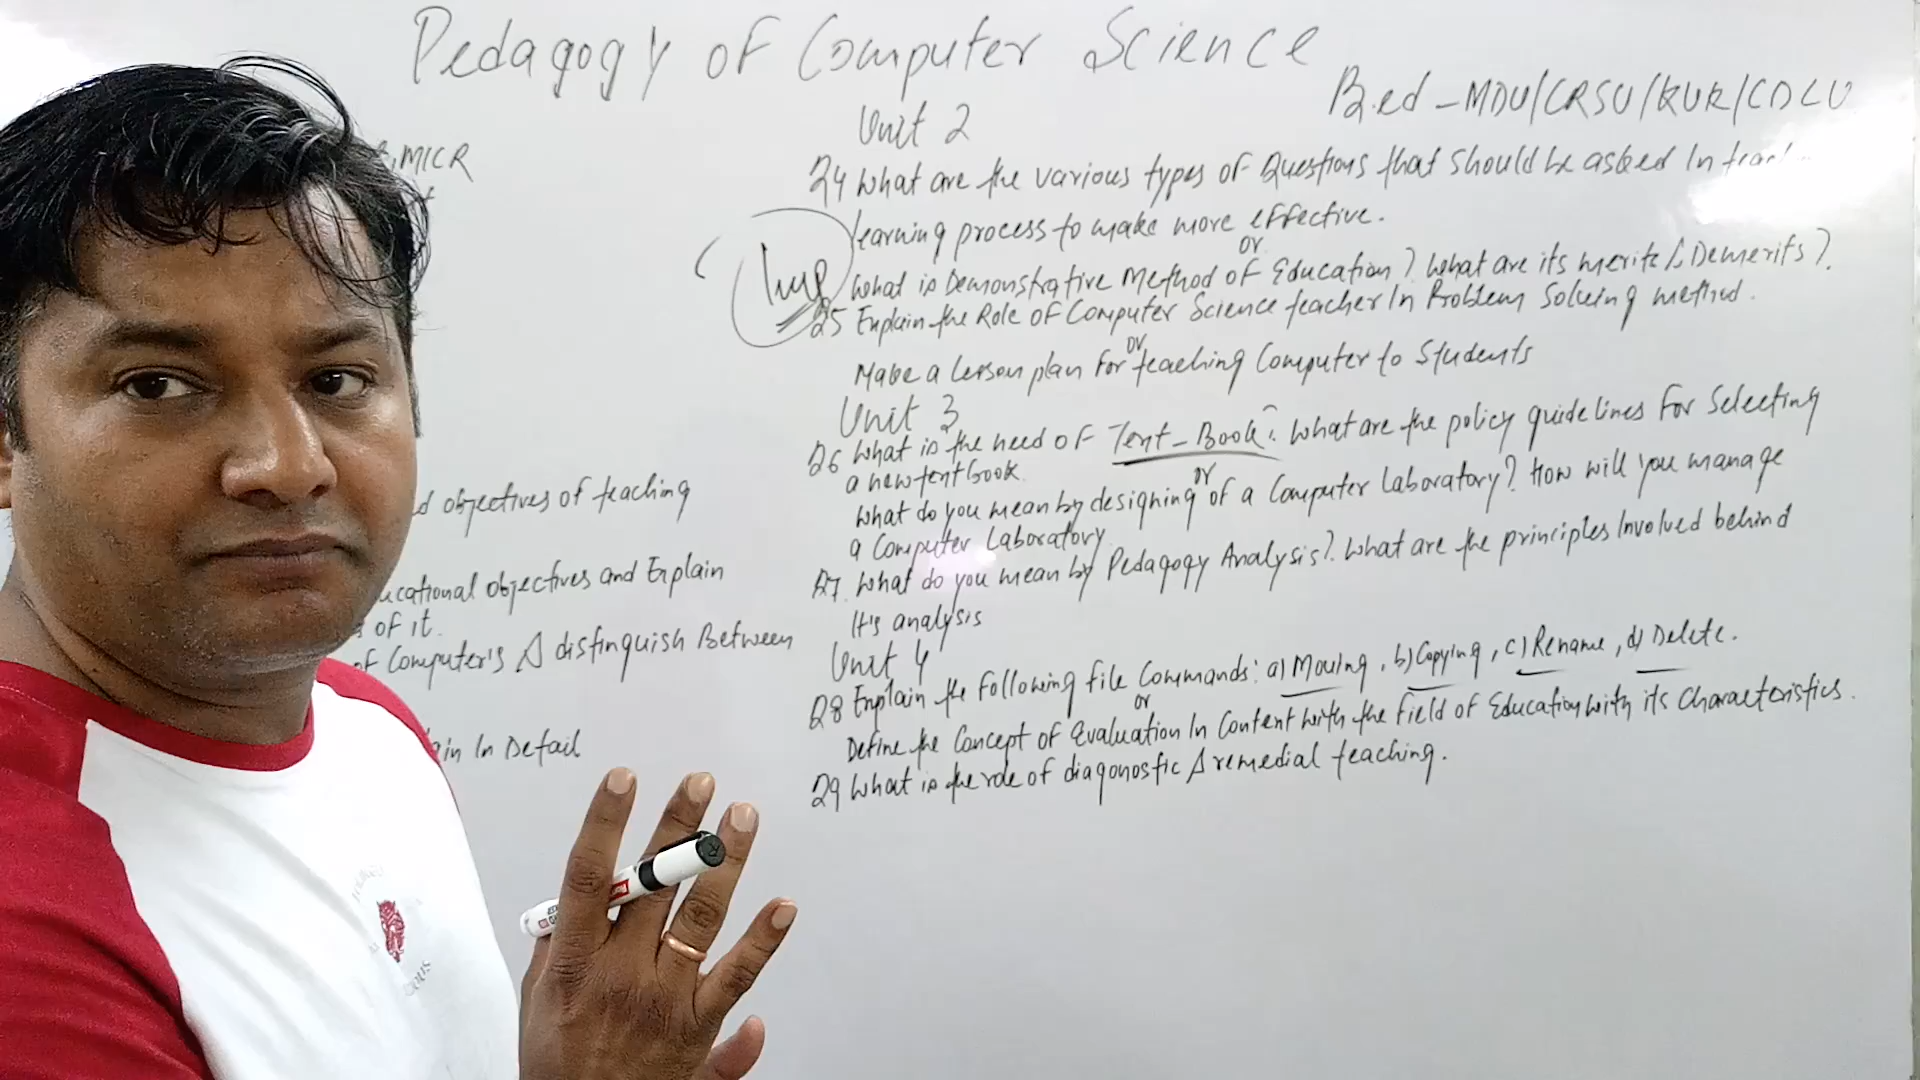 Pedagogy of Computer Science
B.ed - MDU/CRSU/KUK/CDLU
MICR
d objectives of teaching
ucational objectives and Explain
of it.
of Computer's & distinguish Between
ain In Detail
Unit 2
Q4 What are the various types of Questions that should be asked In
learning process to make more effective.
or
Imp
What is Demonstrative Method of Education? What are its merits & Demerits?
Q5 Explain the Role of Computer Science teacher In Problem Solving method.
or
Make a Lesson plan for teaching Computer to Students
Unit 3
Q6 What is the need of Text-Book? What are the policy guidelines for Selecting
a new text book.
or
What do you mean by designing of a Computer Laboratory? How will you manage
a Computer Laboratory
Q7. What do you mean by Pedagogy Analysis? What are the principles Involved behind
It's analysis
Unit 4
Q8 Explain the following file Commands: a) Moving, b) Copying, c) Rename, d) Delete.
or
Define the Concept of Evaluation In Content with the field of Education with its Characteristics.
Q9 What is the role of diagonostic & remedial teaching.